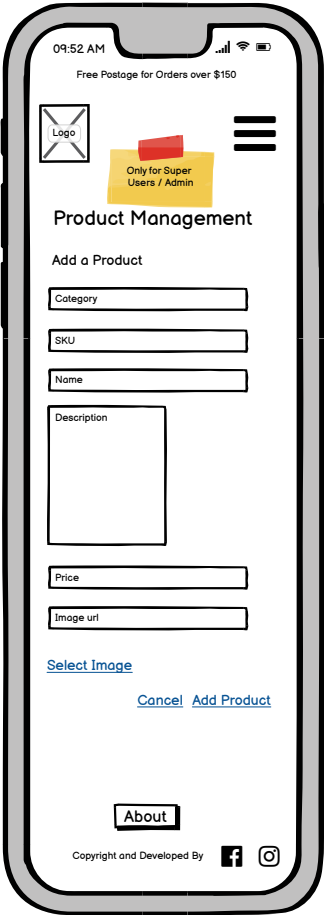 09:52 AM
Free Postage for Orders over $150
Logo
Only for Super
Users / Admin
Product Management
Add a Product
Category
SKU
Name
Description
Price
Image url
Select Image
Cancel Add Product
About
Copyright and Developed By